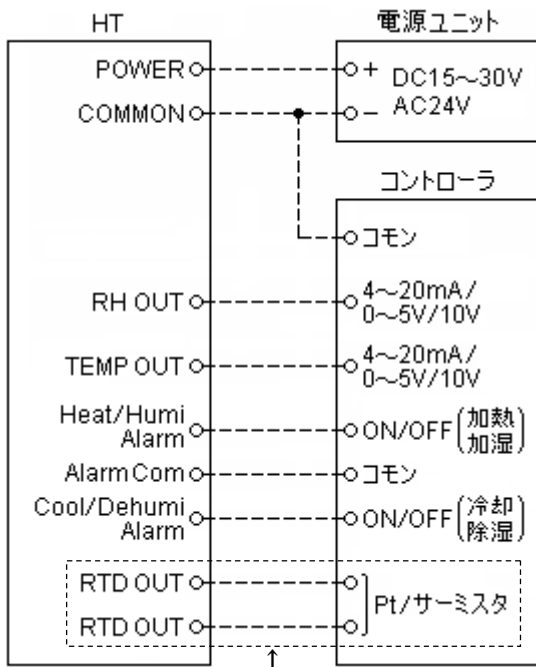 HT
電源ユニット
POWER
+
DC15～30V
COMMON
−
AC24V
コントローラ
コモン
RH OUT
4～20mA/
0～5V/10V
TEMP OUT
4～20mA/
0～5V/10V
Heat/Humi
Alarm
ON/OFF(加熱
加湿)
AlarmCom
コモン
Cool/Dehumi
Alarm
ON/OFF(冷却
除湿)
RTD OUT
Pt/サーミスタ
RTD OUT
↑